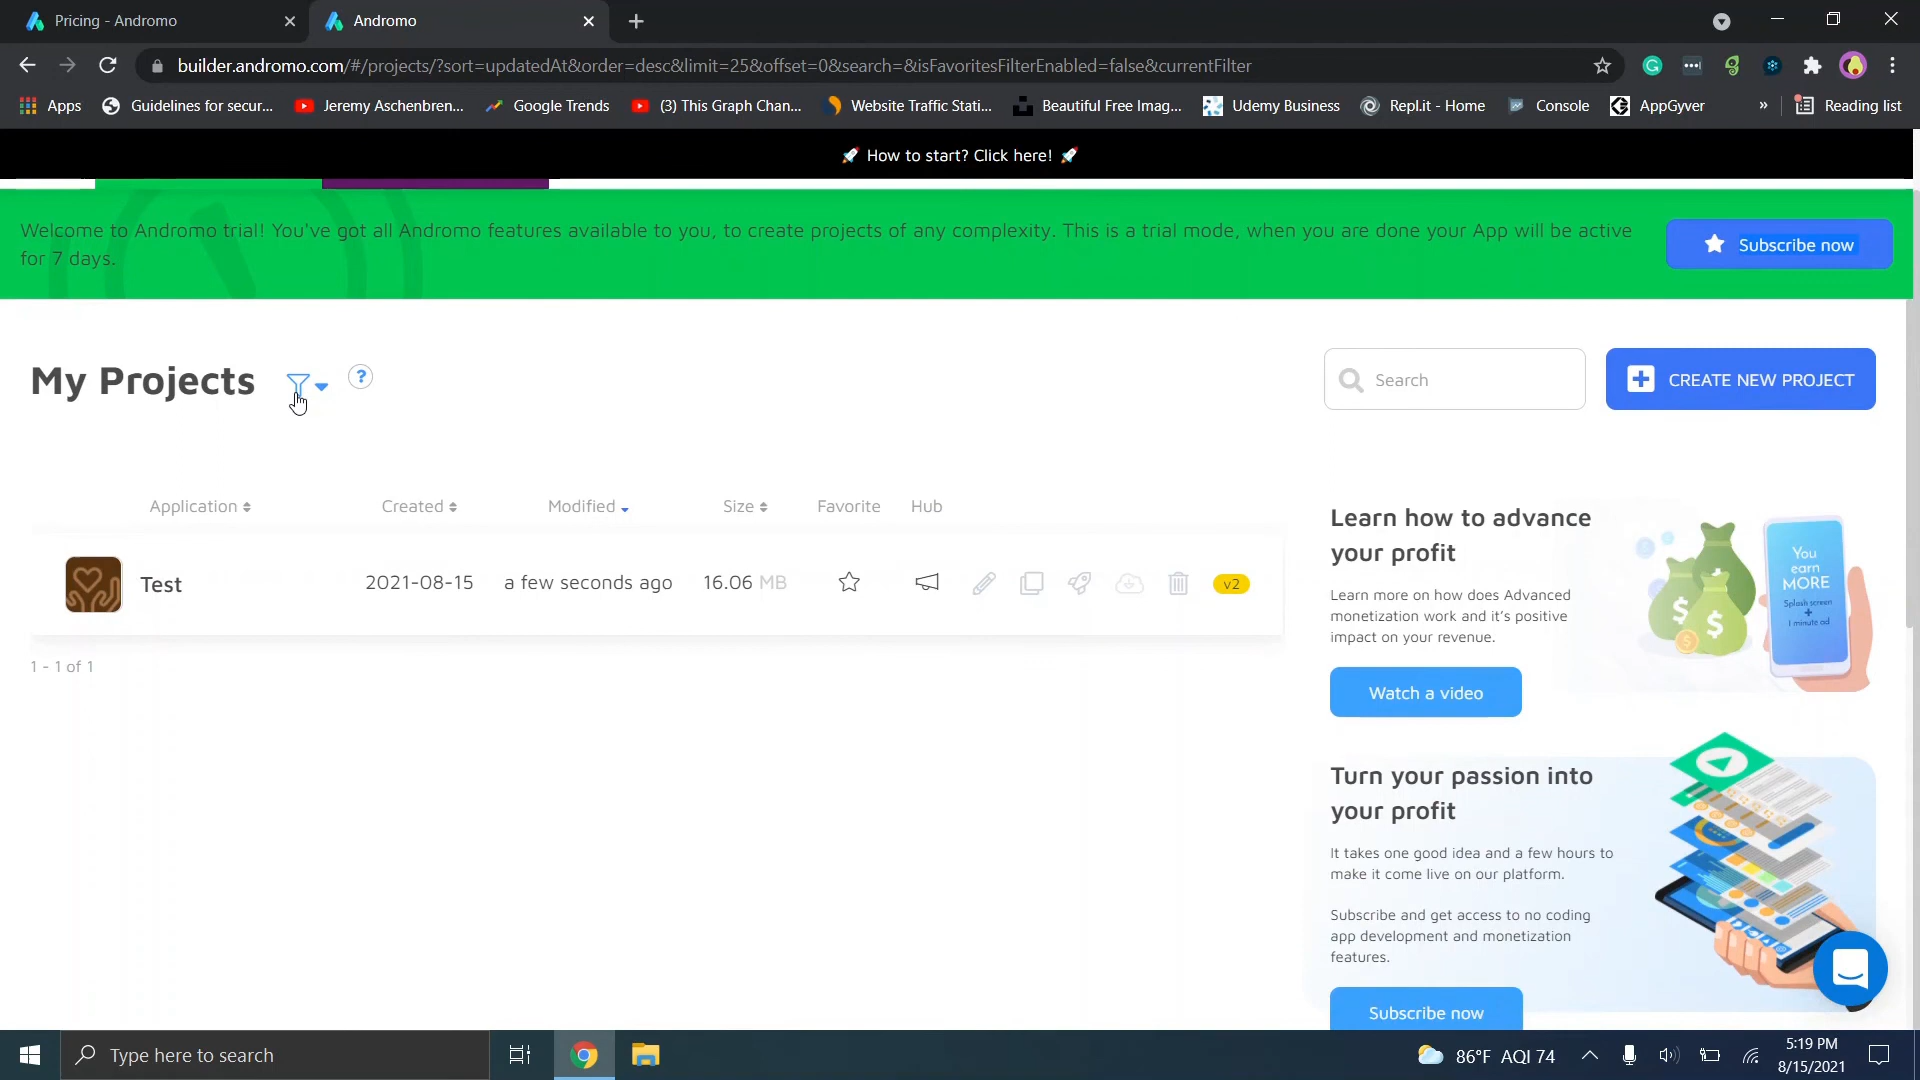 Pricing - Andromo
Andromo
builder.andromo.com/#/projects/?sort=updatedAt&order=desc&limit=25&offset=0&search=&isFavoritesFilterEnabled=false&currentFilter
Apps
Guidelines for secur...
Jeremy Aschenbren...
Google Trends
(3) This Graph Chan...
Website Traffic Stati...
Beautiful Free Imag...
Udemy Business
Repl.it - Home
Console
AppGyver
»
Reading list
How to start? Click here!
Welcome to Andromo trial! You've got all Andromo features available to you, to create projects of any complexity. This is a trial mode, when you are done your App will be active
for 7 days.
Subscribe now
My Projects
?
Search
CREATE NEW PROJECT
Application
Created
Modified
Size
Favorite
Hub
Test
2021-08-15
a few seconds ago
16.06 MB
v2
1 - 1 of 1
Learn how to advance
your profit
Learn more on how does Advanced
monetization work and it's positive
impact on your revenue.
Watch a video
You
earn
MORE
Splash screen
+
1 minute ad
Turn your passion into
your profit
It takes one good idea and a few hours to
make it come live on our platform.
Subscribe and get access to no coding
app development and monetization
features.
Subscribe now
Type here to search
86°F AQI 74
5:19 PM
8/15/2021